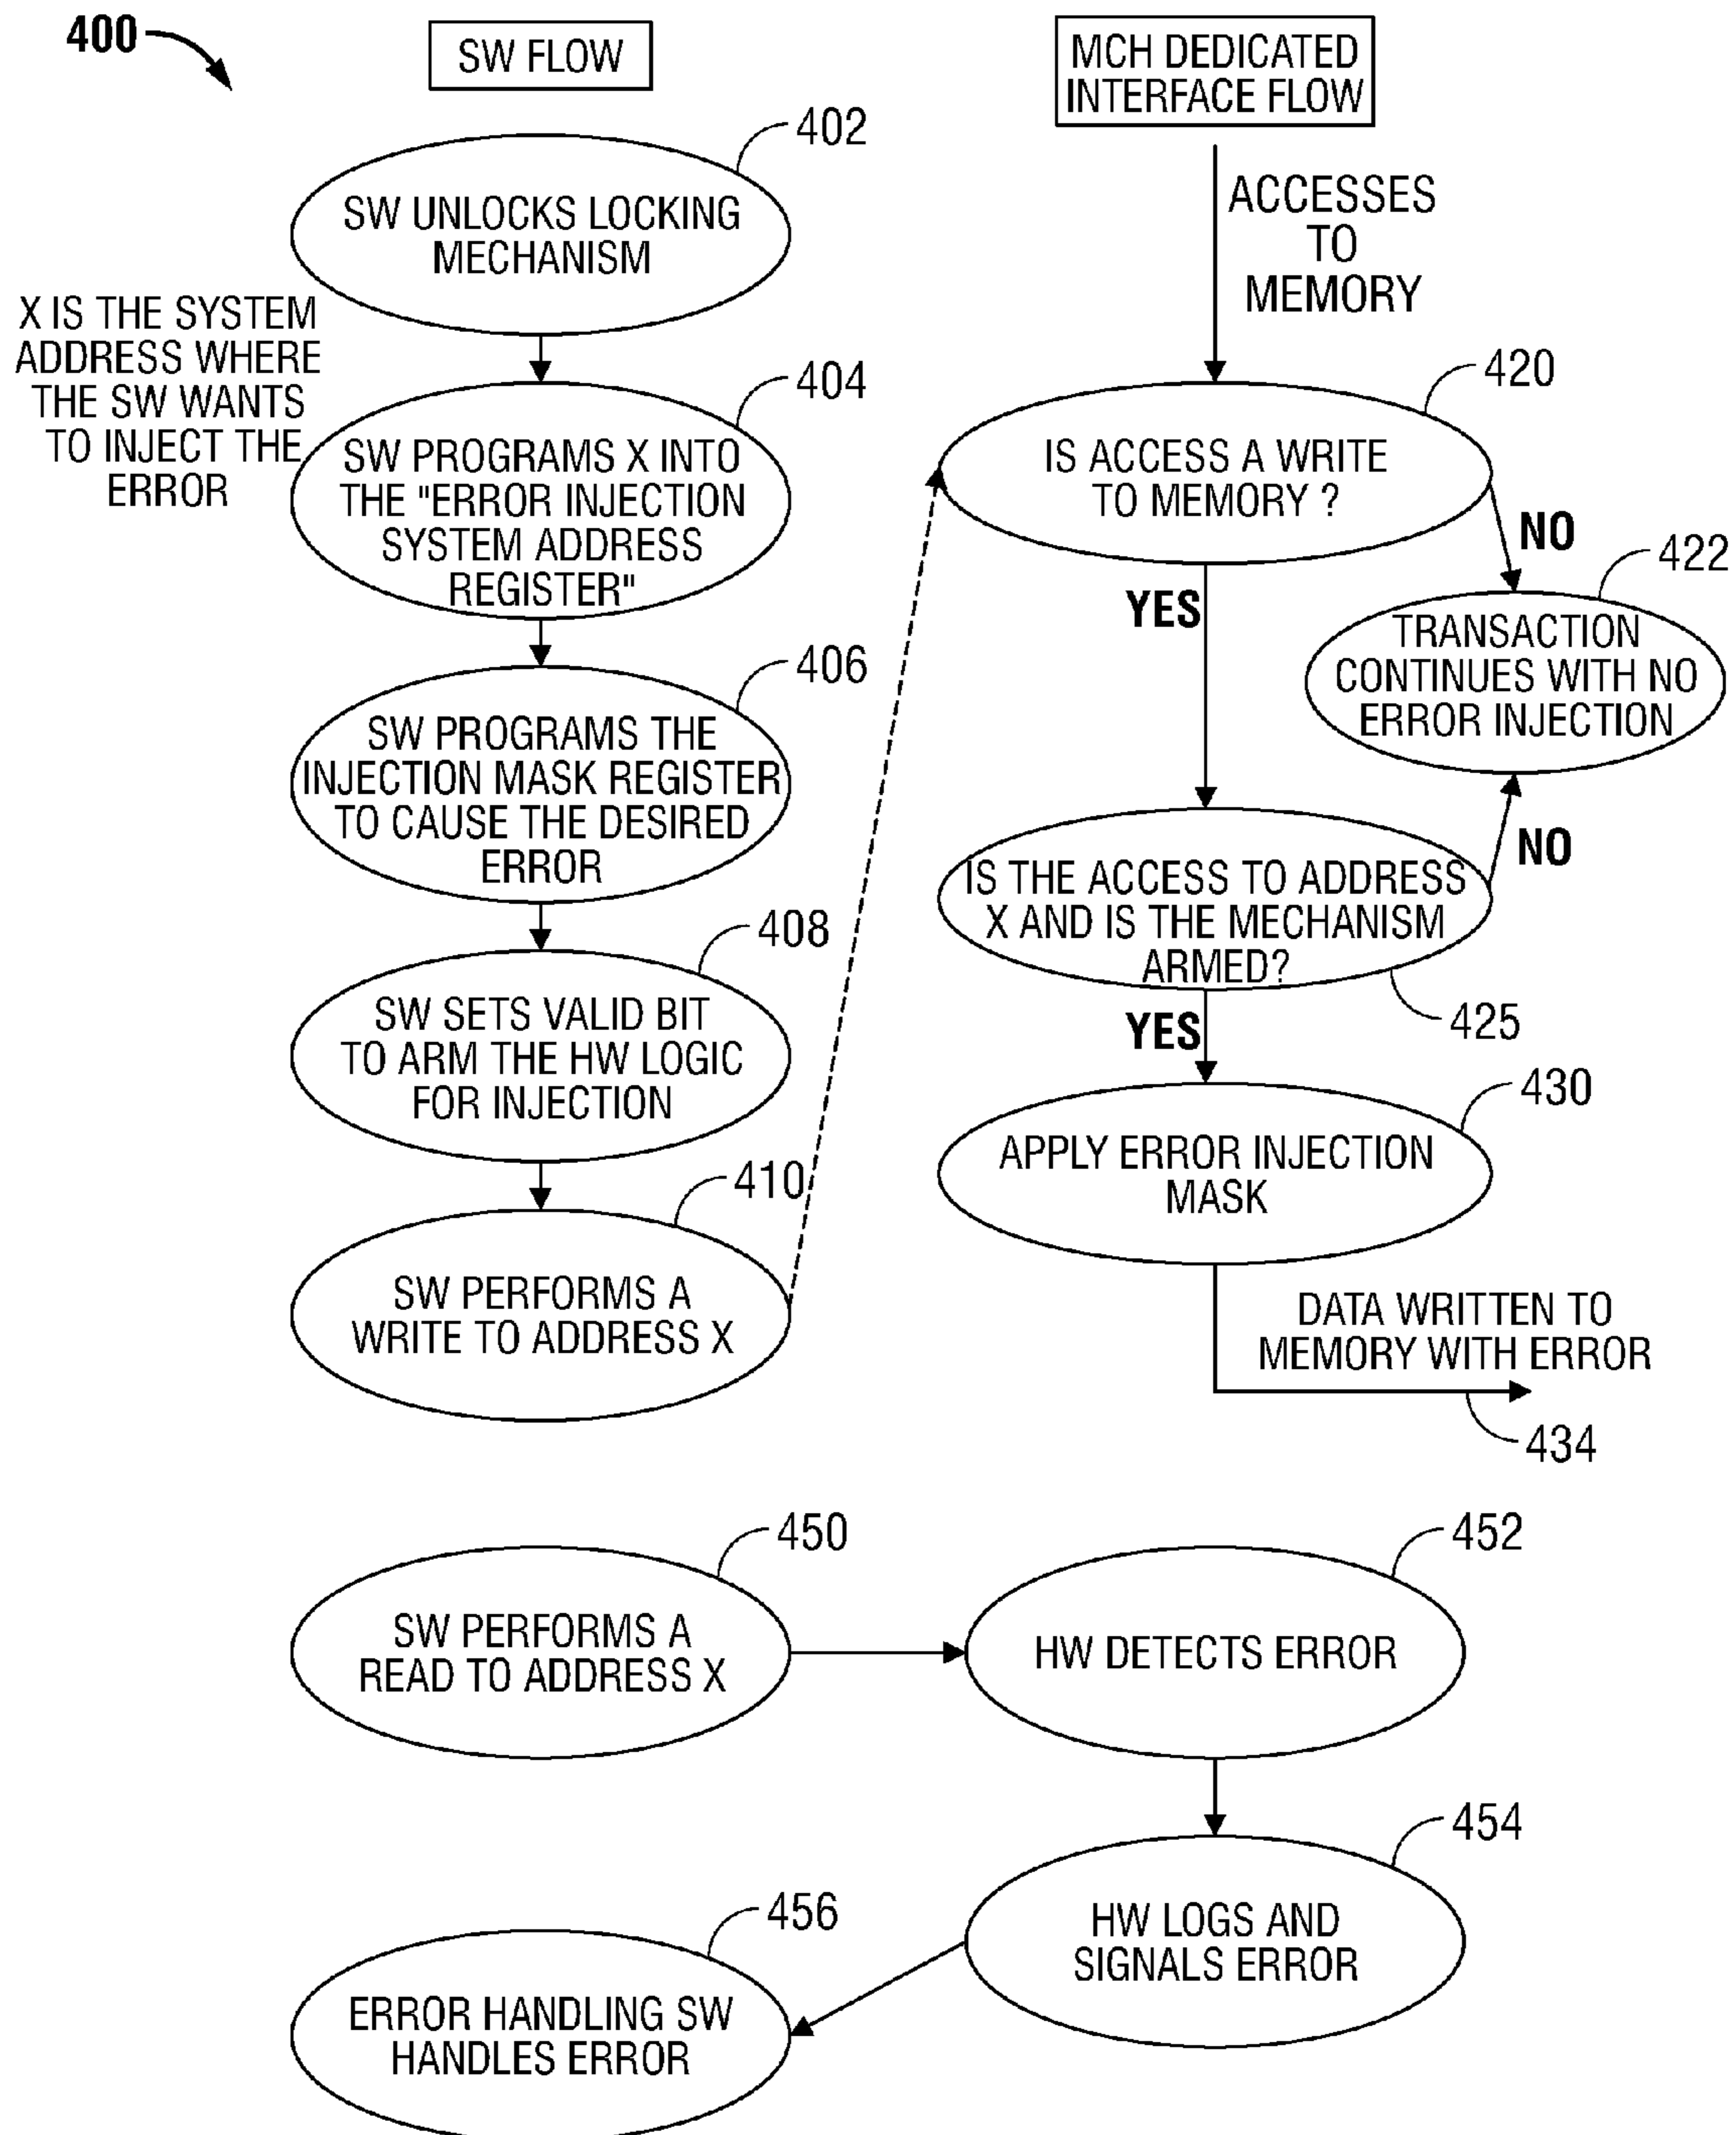 400
SW FLOW
402
SW UNLOCKS LOCKING
MECHANISM
X IS THE SYSTEM
ADDRESS WHERE
THE SW WANTS
TO INJECT THE
ERROR
404
SW PROGRAMS X INTO
THE "ERROR INJECTION
SYSTEM ADDRESS
REGISTER"
406
SW PROGRAMS THE
INJECTION MASK REGISTER
TO CAUSE THE DESIRED
ERROR
408
SW SETS VALID BIT
TO ARM THE HW LOGIC
FOR INJECTION
410
SW PERFORMS A
WRITE TO ADDRESS X
MCH DEDICATED
INTERFACE FLOW
ACCESSES
TO
MEMORY
420
IS ACCESS A WRITE
TO MEMORY ?
NO
422
YES
TRANSACTION
CONTINUES WITH NO
ERROR INJECTION
NO
IS THE ACCESS TO ADDRESS
X AND IS THE MECHANISM
ARMED?
425
YES
430
APPLY ERROR INJECTION
MASK
DATA WRITTEN TO
MEMORY WITH ERROR
434
450
SW PERFORMS A
READ TO ADDRESS X
452
HW DETECTS ERROR
454
HW LOGS AND
SIGNALS ERROR
456
ERROR HANDLING SW
HANDLES ERROR